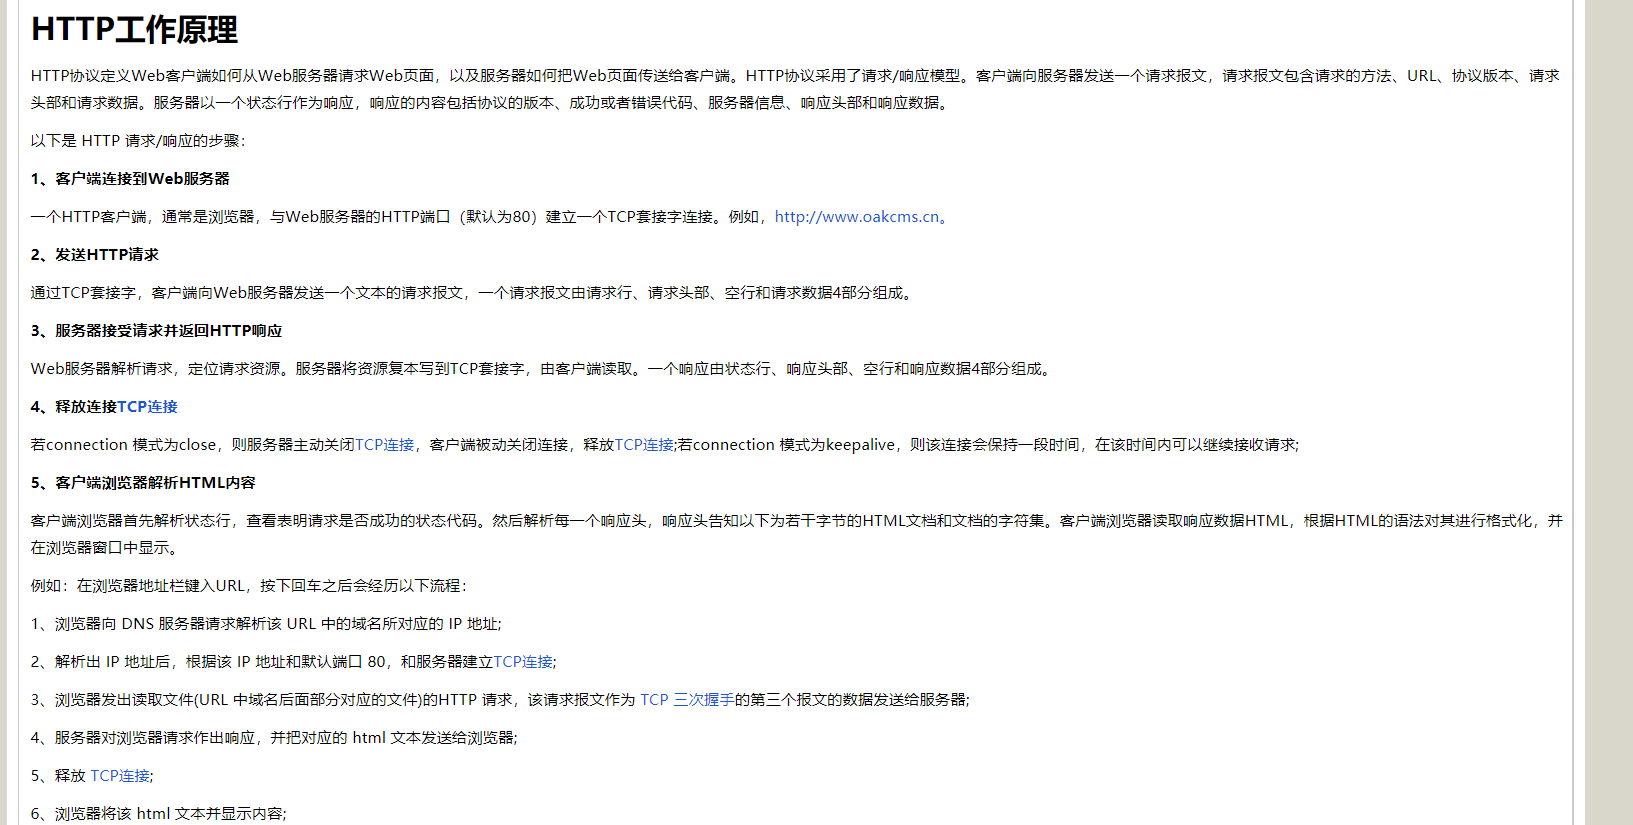 HTTP工作原理
HTTP协议定义Web客户端如何从Web服务器请求Web页面，以及服务器如何把Web页面传送给客户端。HTTP协议采用了请求/响应模型。客户端向服务器发送一个请求报文，请求报文包含请求的方法、URL、协议版本、请求
头部和请求数据。服务器以一个状态行作为响应，响应的内容包括协议的版本、成功或者错误代码、服务器信息、响应头部和响应数据。
以下是 HTTP 请求/响应的步骤：
1、客户端连接到Web服务器
一个HTTP客户端，通常是浏览器，与Web服务器的HTTP端口（默认为80）建立一个TCP套接字连接。例如，http://www.oakcms.cn。
2、发送HTTP请求
通过TCP套接字，客户端向Web服务器发送一个文本的请求报文，一个请求报文由请求行、请求头部、空行和请求数据4部分组成。
3、服务器接受请求并返回HTTP响应
Web服务器解析请求，定位请求资源。服务器将资源复本写到TCP套接字，由客户端读取。一个响应由状态行、响应头部、空行和响应数据4部分组成。
4、释放连接TCP连接
若connection 模式为close，则服务器主动关闭TCP连接，客户端被动关闭连接，释放TCP连接;若connection 模式为keepalive，则该连接会保持一段时间，在该时间内可以继续接收请求;
5、客户端浏览器解析HTML内容
客户端浏览器首先解析状态行，查看表明请求是否成功的状态代码。然后解析每一个响应头，响应头告知以下为若干字节的HTML文档和文档的字符集。客户端浏览器读取响应数据HTML，根据HTML的语法对其进行格式化，并
在浏览器窗口中显示。
例如：在浏览器地址栏键入URL，按下回车之后会经历以下流程：
1、浏览器向 DNS 服务器请求解析该 URL 中的域名所对应的 IP 地址;
2、解析出 IP 地址后，根据该 IP 地址和默认端口 80，和服务器建立TCP连接;
3、浏览器发出读取文件(URL 中域名后面部分对应的文件)的HTTP 请求，该请求报文作为 TCP 三次握手的第三个报文的数据发送给服务器;
4、服务器对浏览器请求作出响应，并把对应的 html 文本发送给浏览器;
5、释放 TCP连接;
6、浏览器将该 html 文本并显示内容;